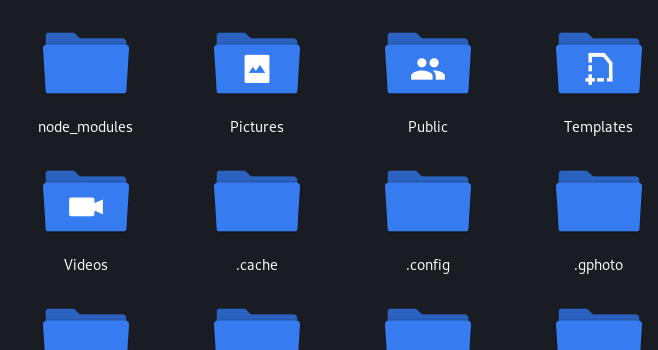 node_modules
Pictures
Public
Templates
Videos
.cache
.config
.gphoto